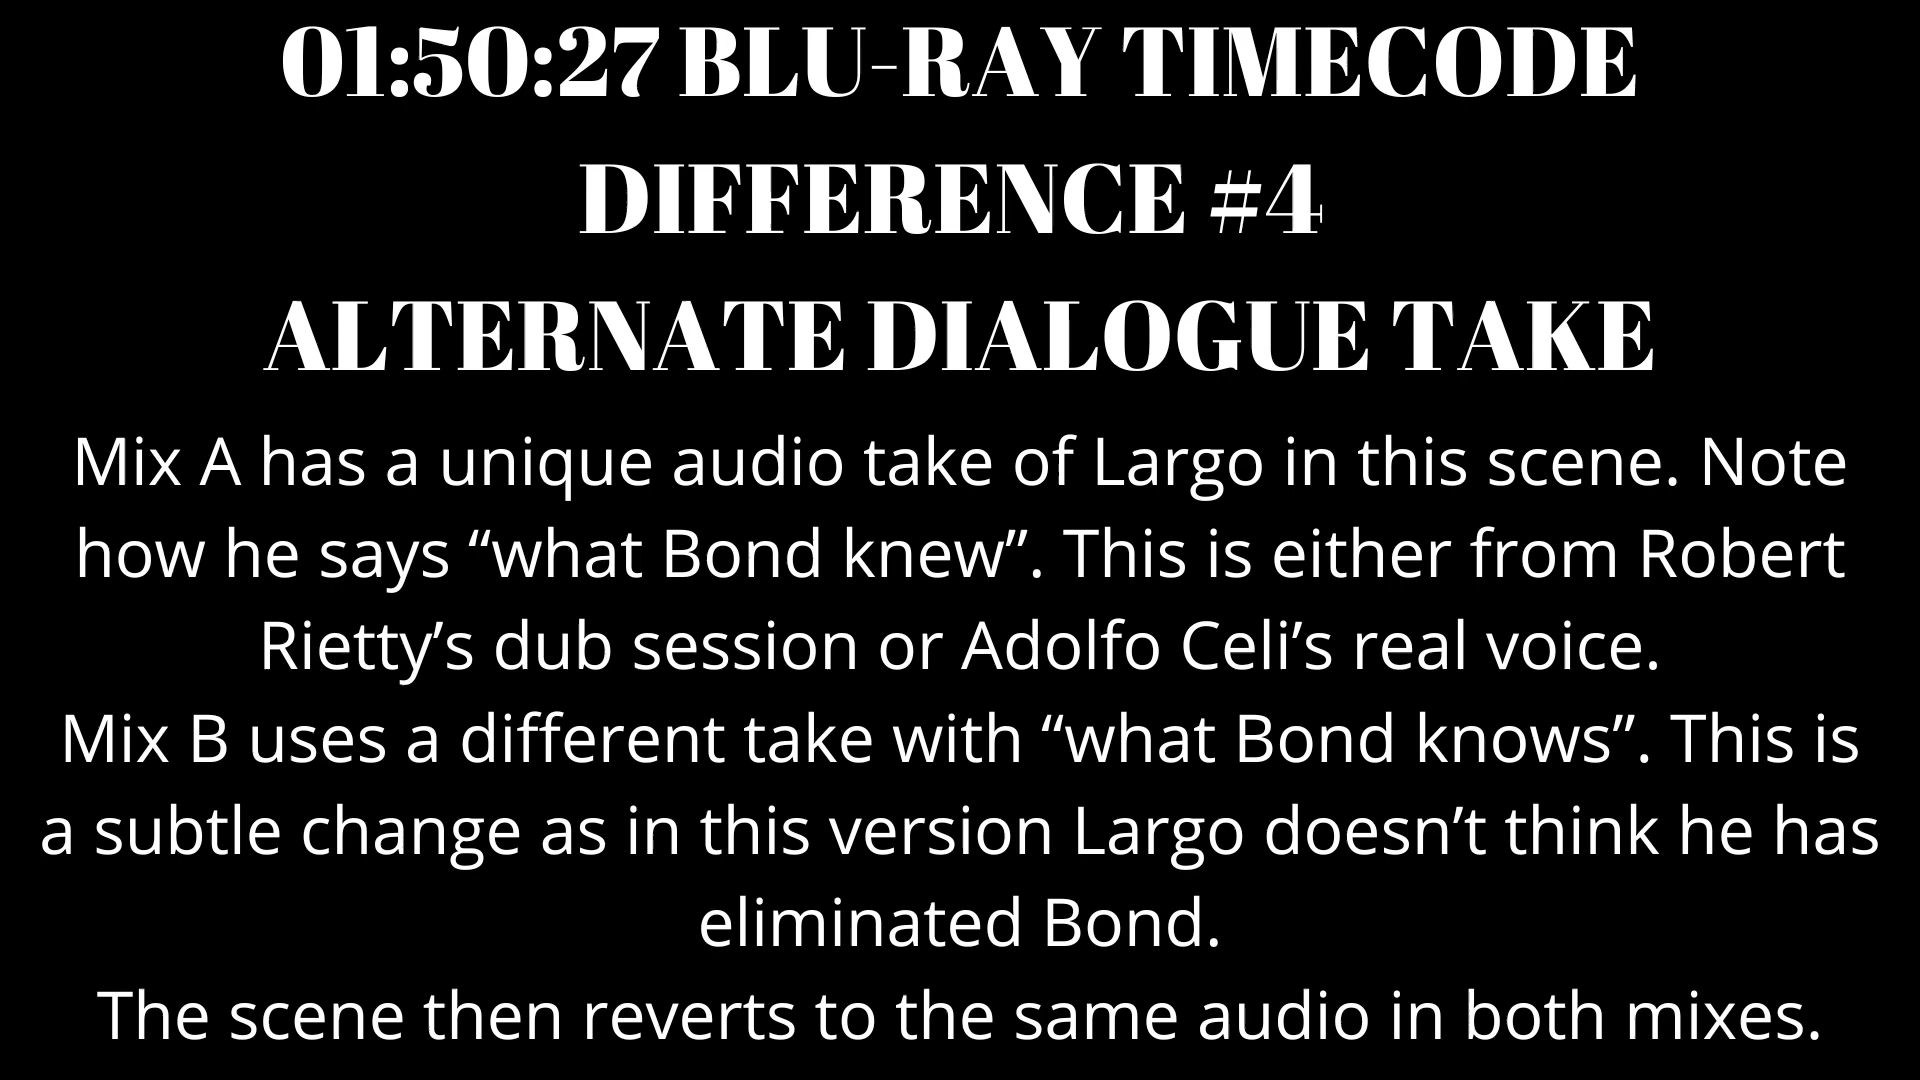 01:50:27 BLU-RAY TIMECODE
DIFFERENCE #4
ALTERNATE DIALOGUE TAKE
Mix A has a unique audio take of Largo in this scene. Note
how he says “what Bond knew”. This is either from Robert
Rietty’s dub session or Adolfo Celi’s real voice.
Mix B uses a different take with “what Bond knows”. This is
a subtle change as in this version Largo doesn’t think he has
eliminated Bond.
The scene then reverts to the same audio in both mixes.